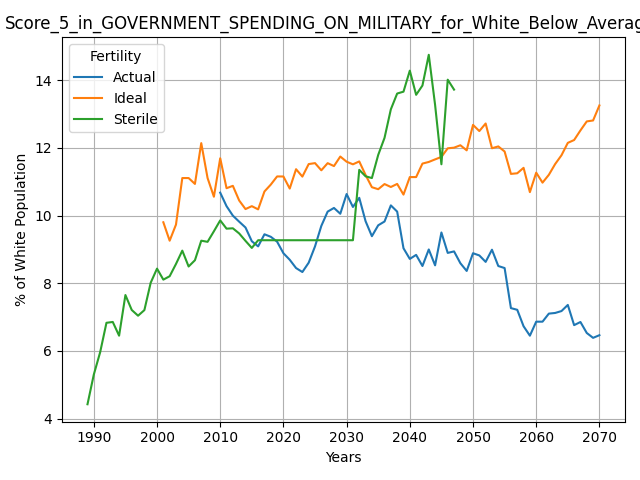 Score_5_in_GOVERNMENT_SPENDING_ON_MILITARY_for_White_Below_Averag
Fertility
Actual
Ideal
Sterile
% of White Population
14
12
10
8
6
4
1990 2000 2010 2020 2030 2040 2050 2060 2070
Years